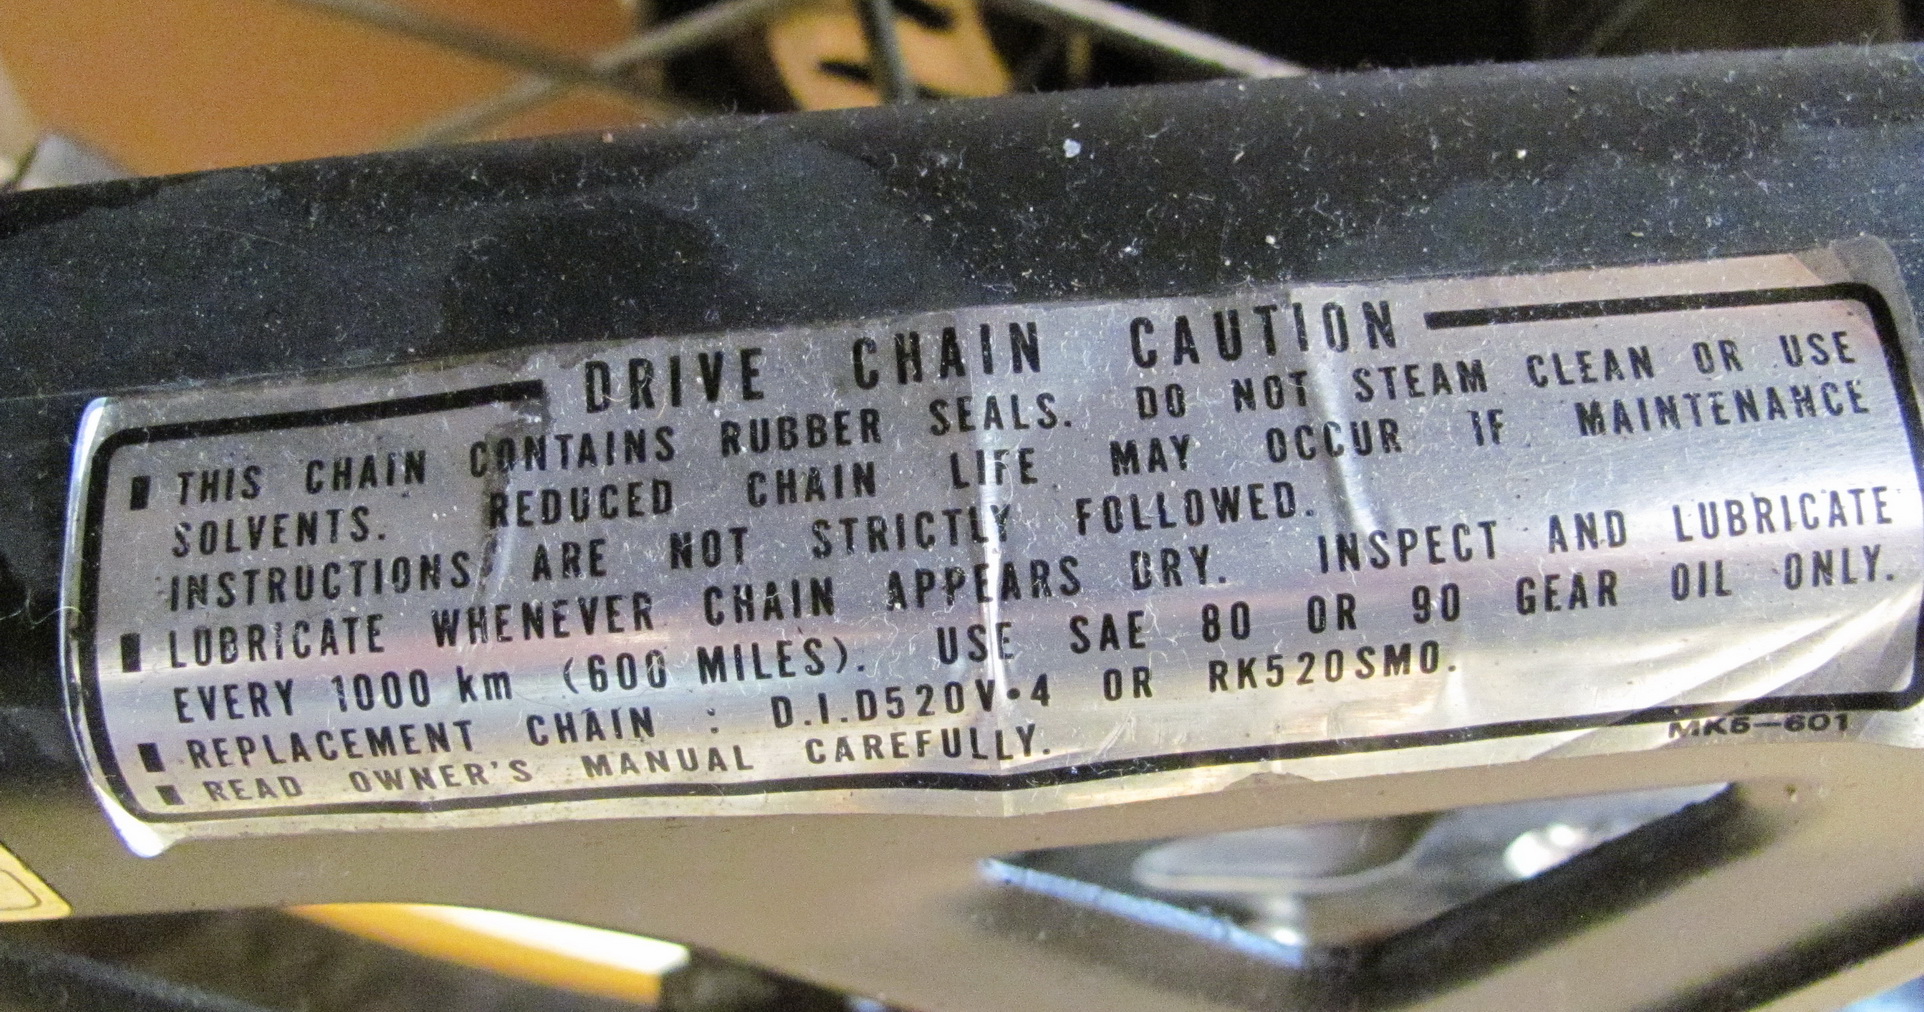 DRIVE CHAIN CAUTION
▮ THIS CHAIN CONTAINS RUBBER SEALS. DO NOT STEAM CLEAN OR USE
SOLVENTS. REDUCED CHAIN LIFE MAY OCCUR IF MAINTENANCE
INSTRUCTIONS ARE NOT STRICTLY FOLLOWED.
▮ LUBRICATE WHENEVER CHAIN APPEARS DRY. INSPECT AND LUBRICATE
EVERY 1000 km (600 MILES). USE SAE 80 OR 90 GEAR OIL ONLY.
▮ REPLACEMENT CHAIN : D.I.D520V·4 OR RK520SMO.
▮ READ OWNER'S MANUAL CAREFULLY.
MK5-601